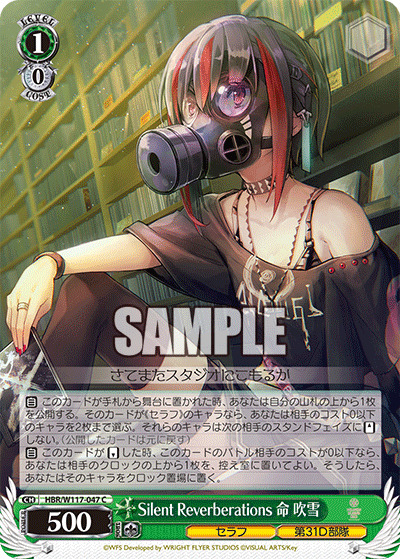 LEVEL
1
0
COST
SAMPLE
さてまたスタジオにこもるか
このカードが手札から舞台に置かれた時、あなたは自分の山札の上から1枚
を公開する。そのカードが《セラフ》のキャラなら、あなたは相手のコスト0以下
のキャラを2枚まで選ぶ。それらのキャラは次の相手のスタンドフェイズに
しない。(公開したカードは元に戻す)
このカードが した時、このカードのバトル相手のコストが0以下なら、
あなたは相手のクロックの上から1枚を、控え室に置いてよい。そうしたら、
あなたはそのキャラをクロック置場に置く。
CH HBR/W117-047 C
500
Silent Reverberations 命 吹雪
セラフ 第31D部隊
©WFS Developed by WRIGHT FLYER STUDIOS ©VISUAL ARTS/Key